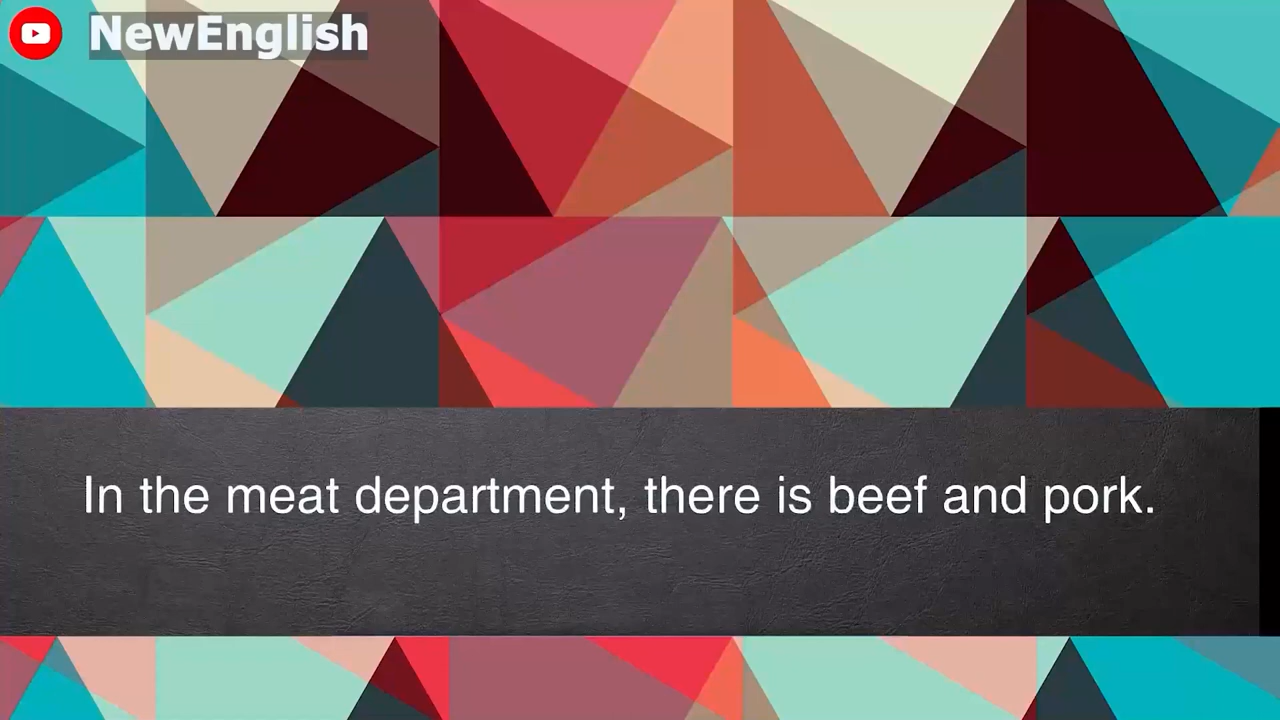 NewEnglish
In the meat department, there is beef and pork.